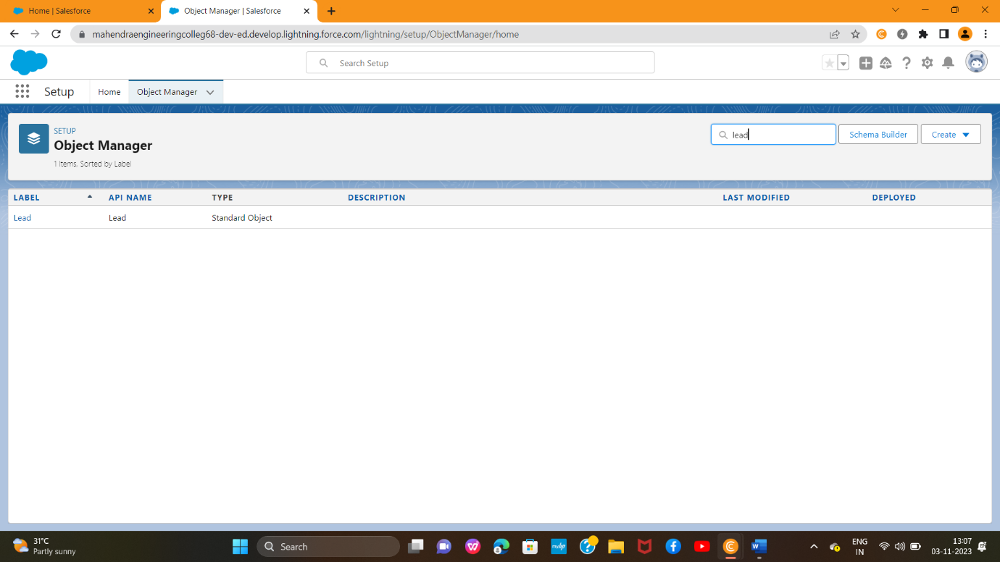 Home | Salesforce
Object Manager | Salesforce
mahendraengineeringcolleg68-dev-ed.develop.lightning.force.com/lightning/setup/ObjectManager/home
Search Setup
Setup
Home
Object Manager
SETUP
Object Manager
1 Items, Sorted by Label
lead
Schema Builder
Create
LABEL API NAME TYPE DESCRIPTION LAST MODIFIED DEPLOYED
Lead Lead Standard Object
31°C
Partly sunny
Search
myhp
ENG
IN
13:07
03-11-2023